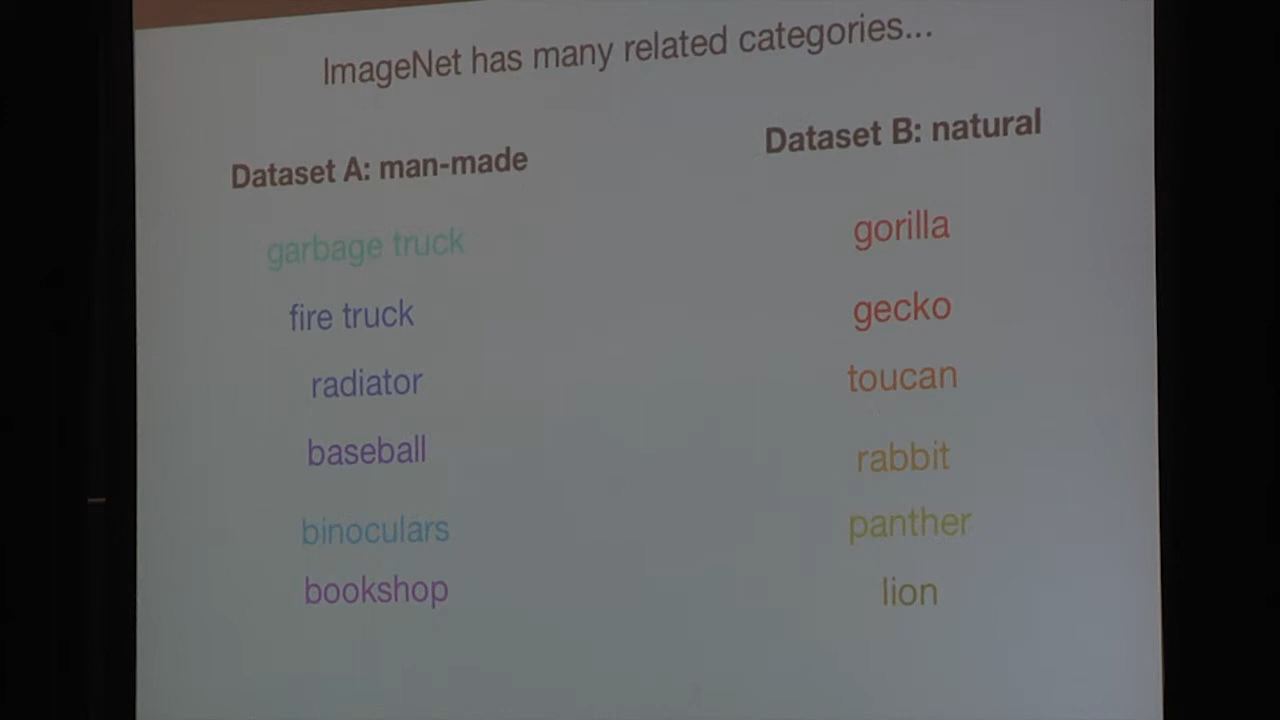 ImageNet has many related categories...
Dataset A: man-made
garbage truck
fire truck
radiator
baseball
binoculars
bookshop
Dataset B: natural
gorilla
gecko
toucan
rabbit
panther
lion